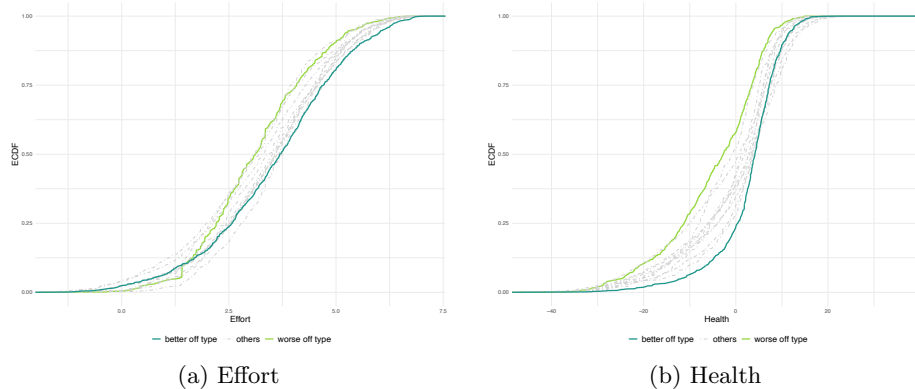 1.00
0.75
0.50
0.25
0.00
ECDF
0.0 2.5 5.0 7.5
Effort
better off type others worse off type
(a) Effort
1.00
0.75
0.50
0.25
0.00
ECDF
−40 −20 0 20
Health
better off type others worse off type
(b) Health